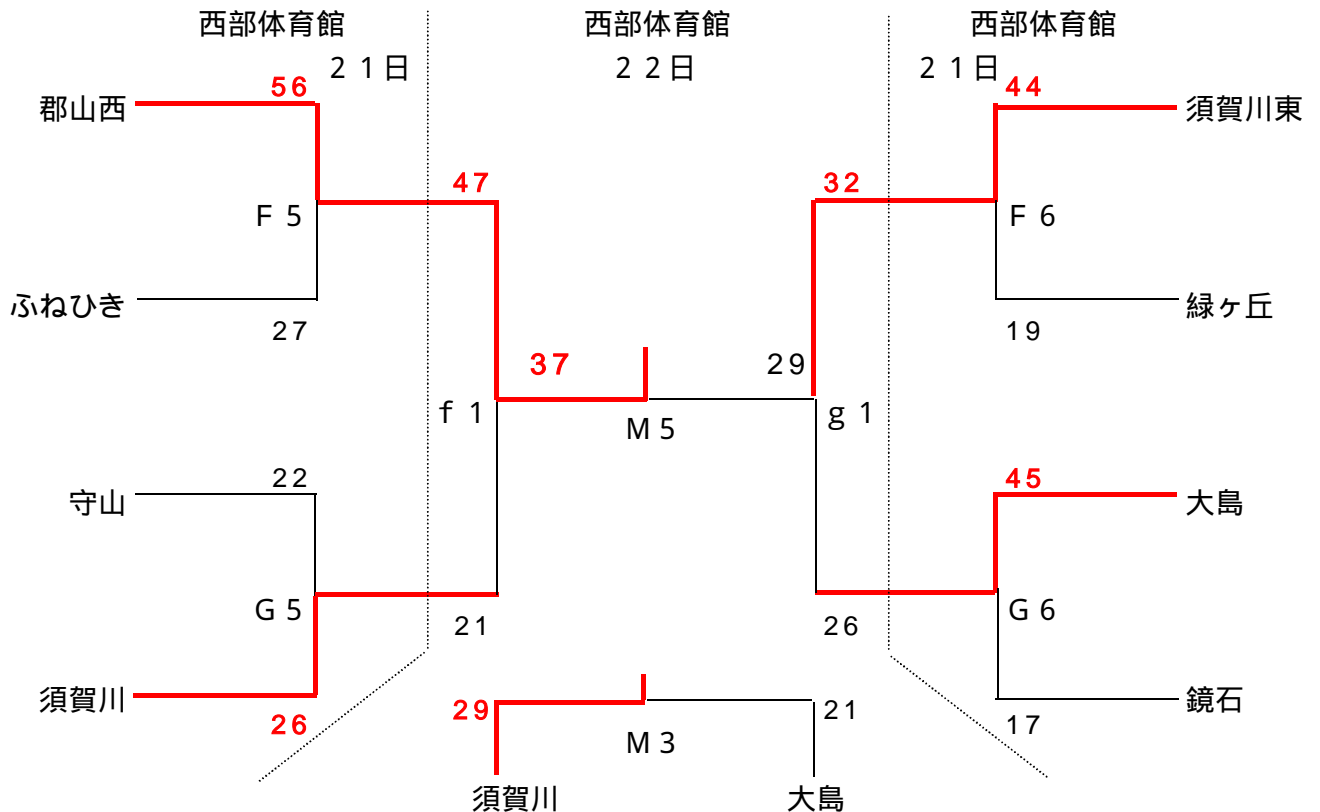 西部体育館 西部体育館 西部体育館
２１日 ２２日 ２１日
56 44
郡山西 須賀川東
47 32
Ｆ５ Ｆ６
ふねひき 緑ヶ丘
27 19
37 29
ｆ１ Ｍ５ ｇ１
22 45
守山 大島
Ｇ５ Ｇ６
21 26
須賀川 鏡石
26 29 21 17
Ｍ３
須賀川 大島